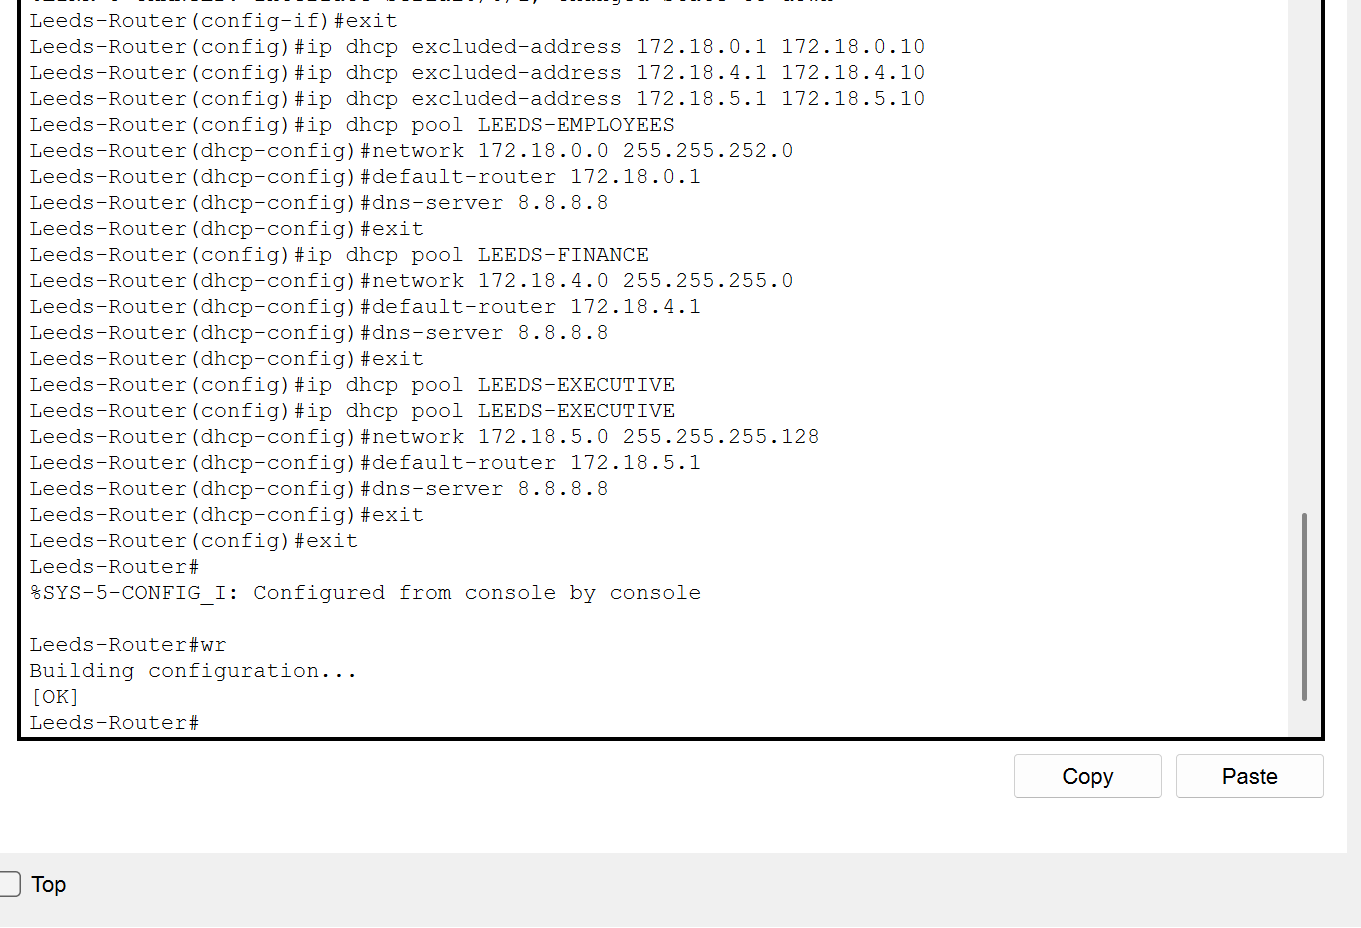 Leeds-Router(config-if)#exit
Leeds-Router(config)#ip dhcp excluded-address 172.18.0.1 172.18.0.10
Leeds-Router(config)#ip dhcp excluded-address 172.18.4.1 172.18.4.10
Leeds-Router(config)#ip dhcp excluded-address 172.18.5.1 172.18.5.10
Leeds-Router(config)#ip dhcp pool LEEDS-EMPLOYEES
Leeds-Router(dhcp-config)#network 172.18.0.0 255.255.252.0
Leeds-Router(dhcp-config)#default-router 172.18.0.1
Leeds-Router(dhcp-config)#dns-server 8.8.8.8
Leeds-Router(dhcp-config)#exit
Leeds-Router(config)#ip dhcp pool LEEDS-FINANCE
Leeds-Router(dhcp-config)#network 172.18.4.0 255.255.255.0
Leeds-Router(dhcp-config)#default-router 172.18.4.1
Leeds-Router(dhcp-config)#dns-server 8.8.8.8
Leeds-Router(dhcp-config)#exit
Leeds-Router(config)#ip dhcp pool LEEDS-EXECUTIVE
Leeds-Router(config)#ip dhcp pool LEEDS-EXECUTIVE
Leeds-Router(dhcp-config)#network 172.18.5.0 255.255.255.128
Leeds-Router(dhcp-config)#default-router 172.18.5.1
Leeds-Router(dhcp-config)#dns-server 8.8.8.8
Leeds-Router(dhcp-config)#exit
Leeds-Router(config)#exit
Leeds-Router#
%SYS-5-CONFIG_I: Configured from console by console
Leeds-Router#wr
Building configuration...
[OK]
Leeds-Router#
Copy
Paste
Top